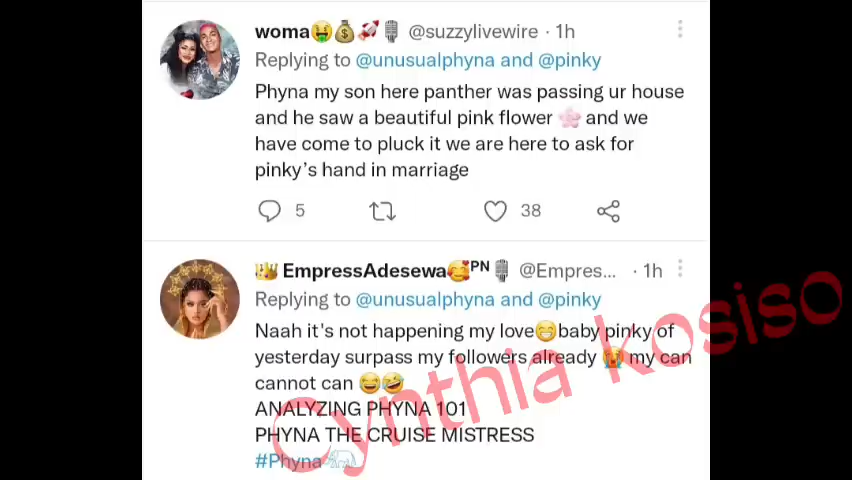 woma🤑💰🚀🎙 @suzzylivewire · 1h
Replying to @unusualphyna and @pinky
Phyna my son here panther was passing ur house
and he saw a beautiful pink flower 🌸 and we
have come to pluck it we are here to ask for
pinky's hand in marriage
5 38
👑 EmpressAdesewa🥰ᴾᴺ🎙 @Empres... · 1h
Replying to @unusualphyna and @pinky
Naah it's not happening my love😁baby pinky of
yesterday surpass my followers already 😭 my can
cannot can 😂🤣
ANALYZING PHYNA 101
PHYNA THE CRUISE MISTRESS
#Phyna🐘
Cynthia kosiso